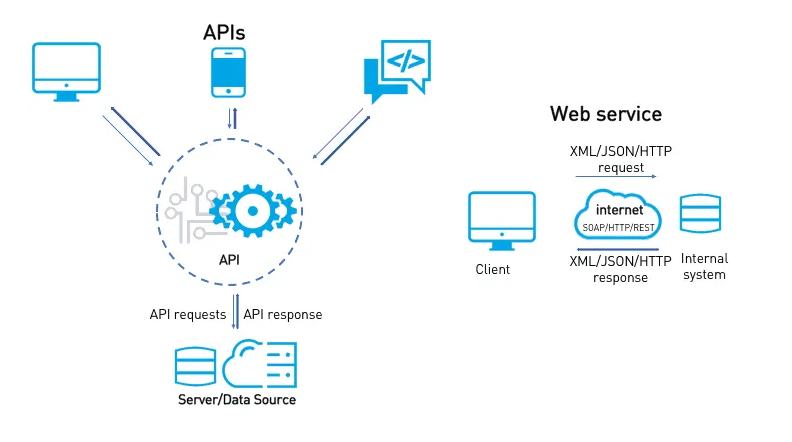 APIs
</>
API
API requests
API response
Server/Data Source
Web service
XML/JSON/HTTP
request
internet
SOAP/HTTP/REST
Client
XML/JSON/HTTP
response
Internal
system